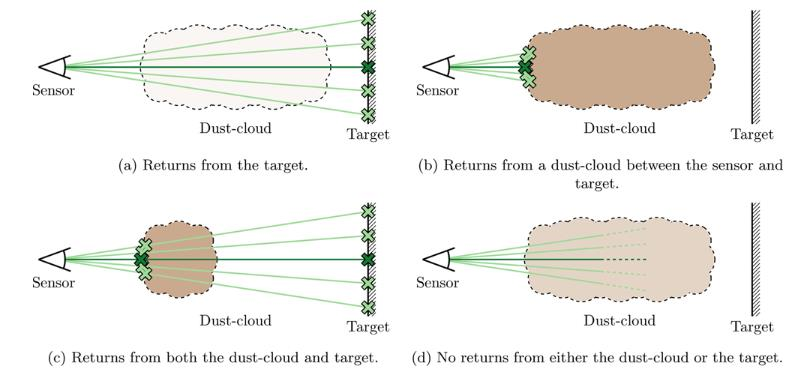 Sensor
Dust-cloud
Target
(a) Returns from the target.
Sensor
Dust-cloud
Target
(b) Returns from a dust-cloud between the sensor and
target.
Sensor
Dust-cloud
Target
(c) Returns from both the dust-cloud and target.
Sensor
Dust-cloud
Target
(d) No returns from either the dust-cloud or the target.